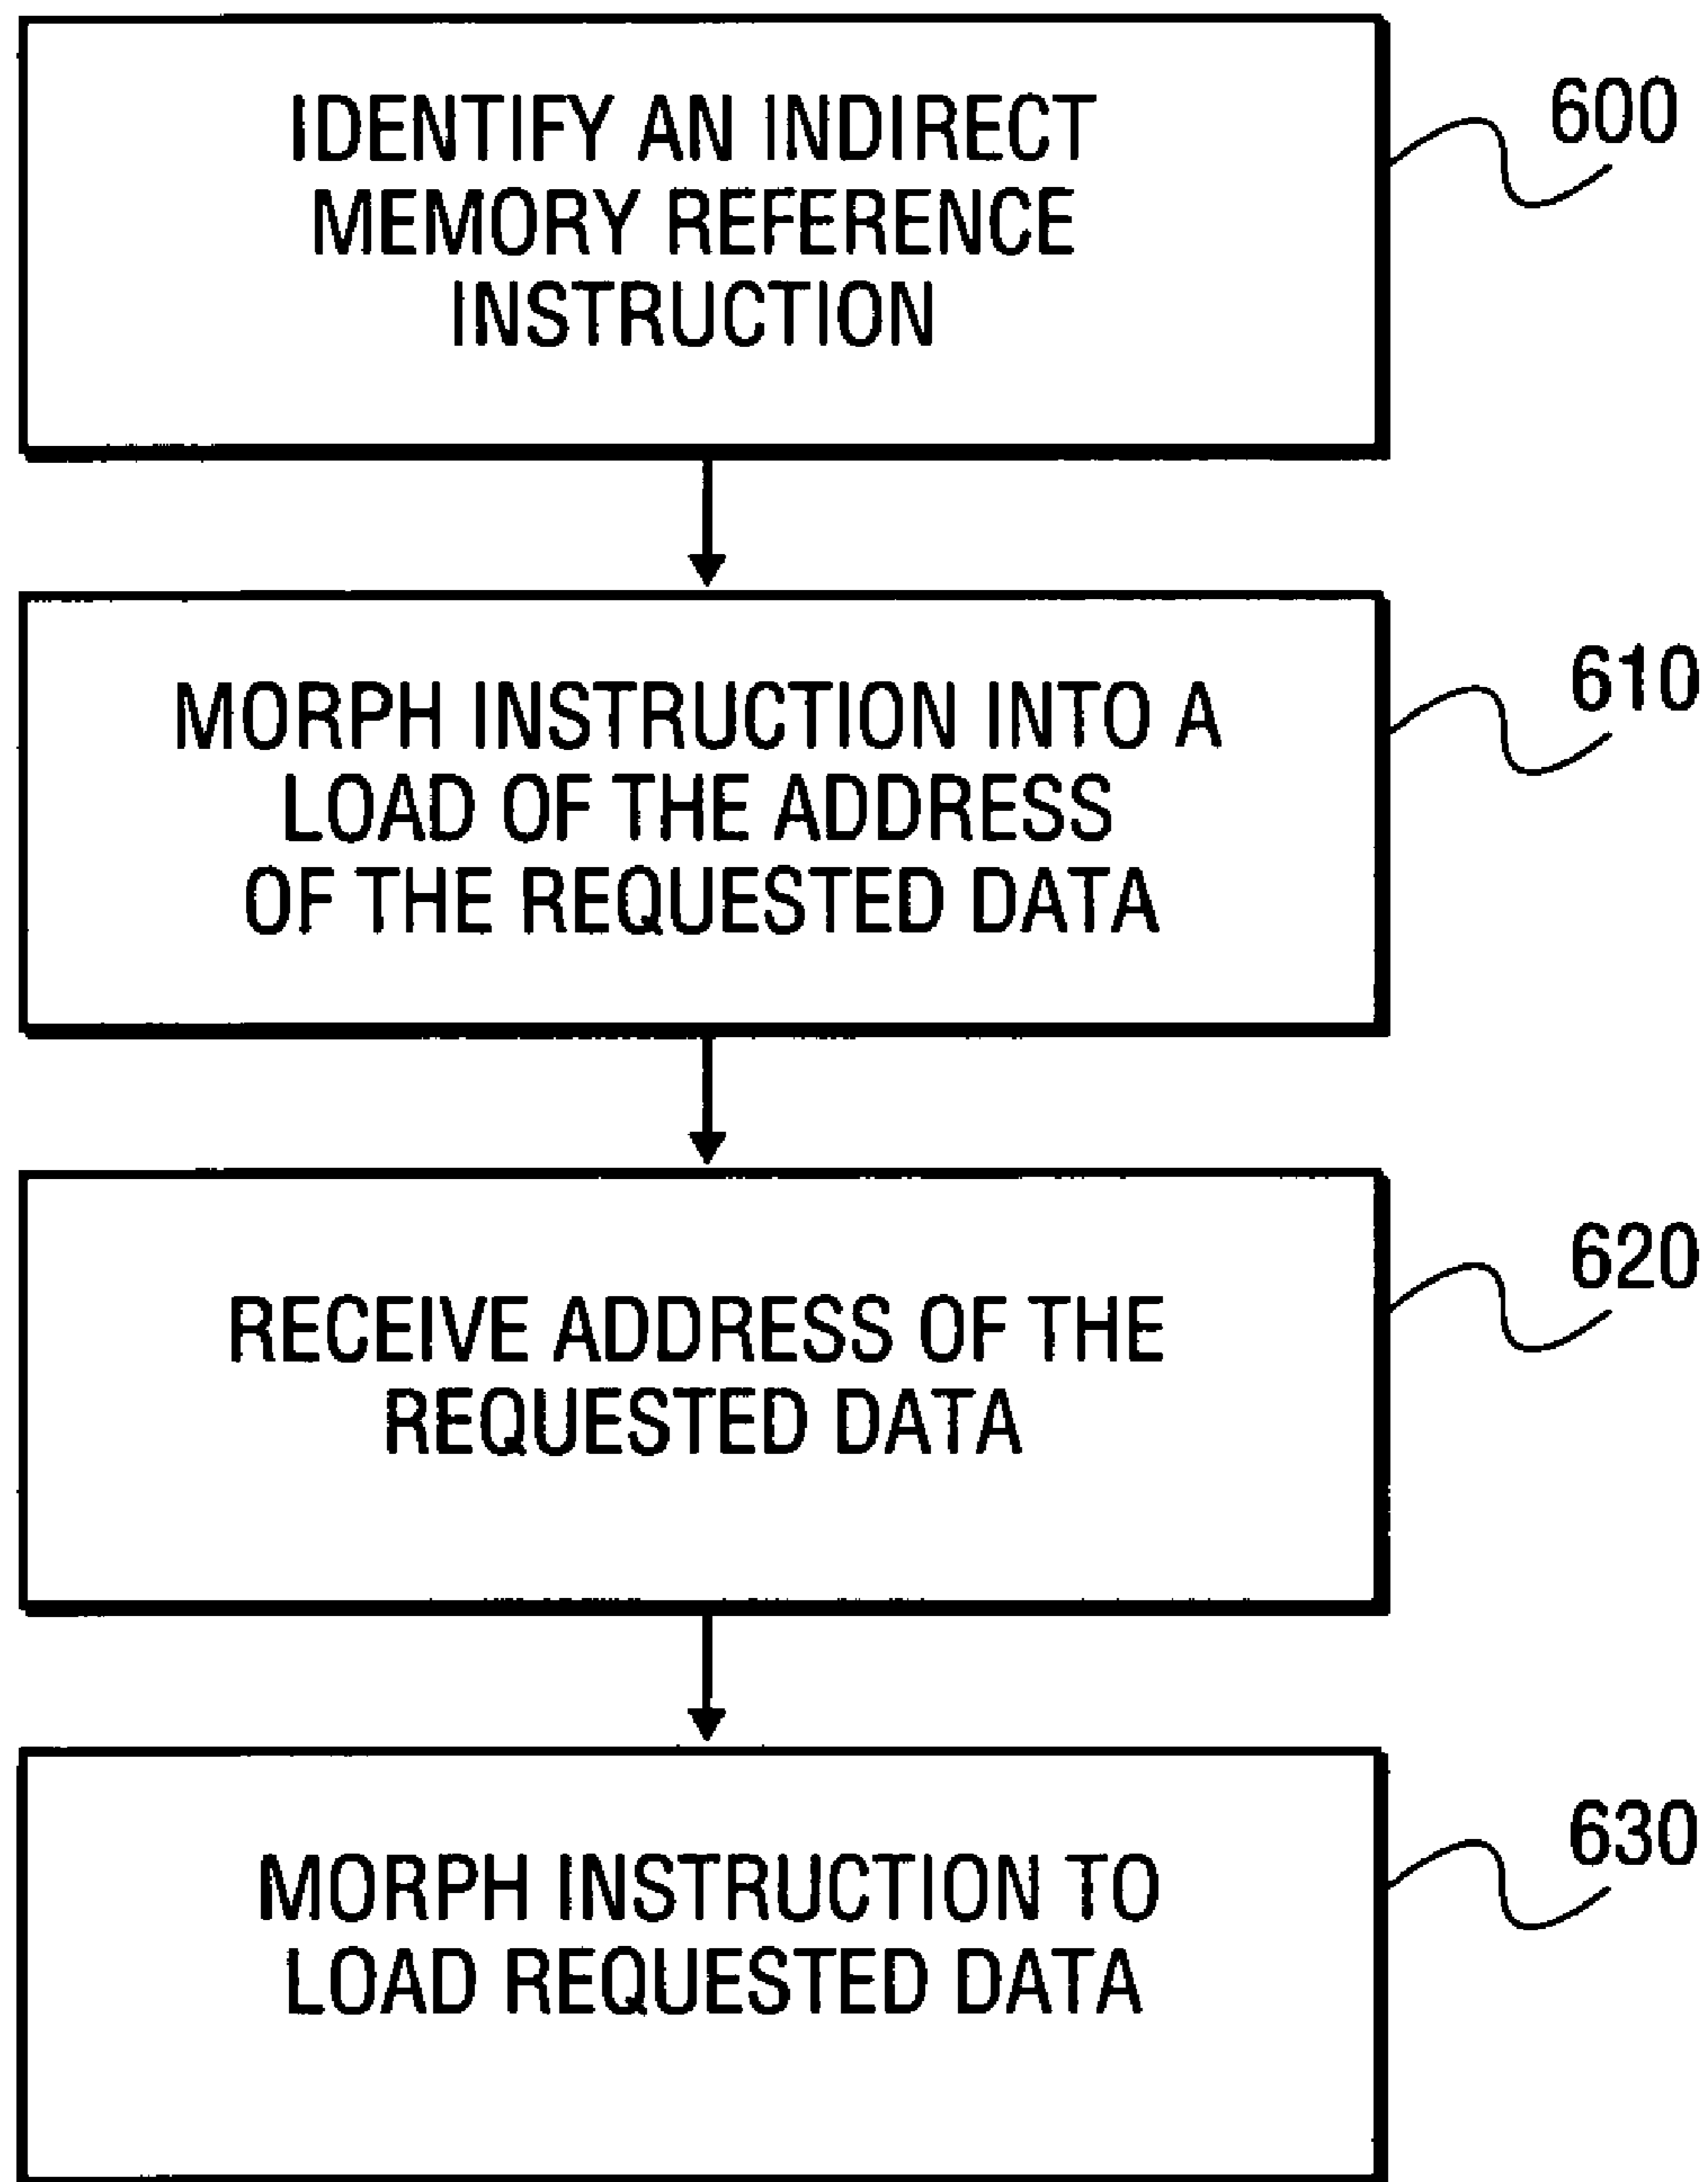 IDENTIFY AN INDIRECT
MEMORY REFERENCE
INSTRUCTION
600
MORPH INSTRUCTION INTO A
LOAD OF THE ADDRESS
OF THE REQUESTED DATA
610
RECEIVE ADDRESS OF THE
REQUESTED DATA
620
MORPH INSTRUCTION TO
LOAD REQUESTED DATA
630